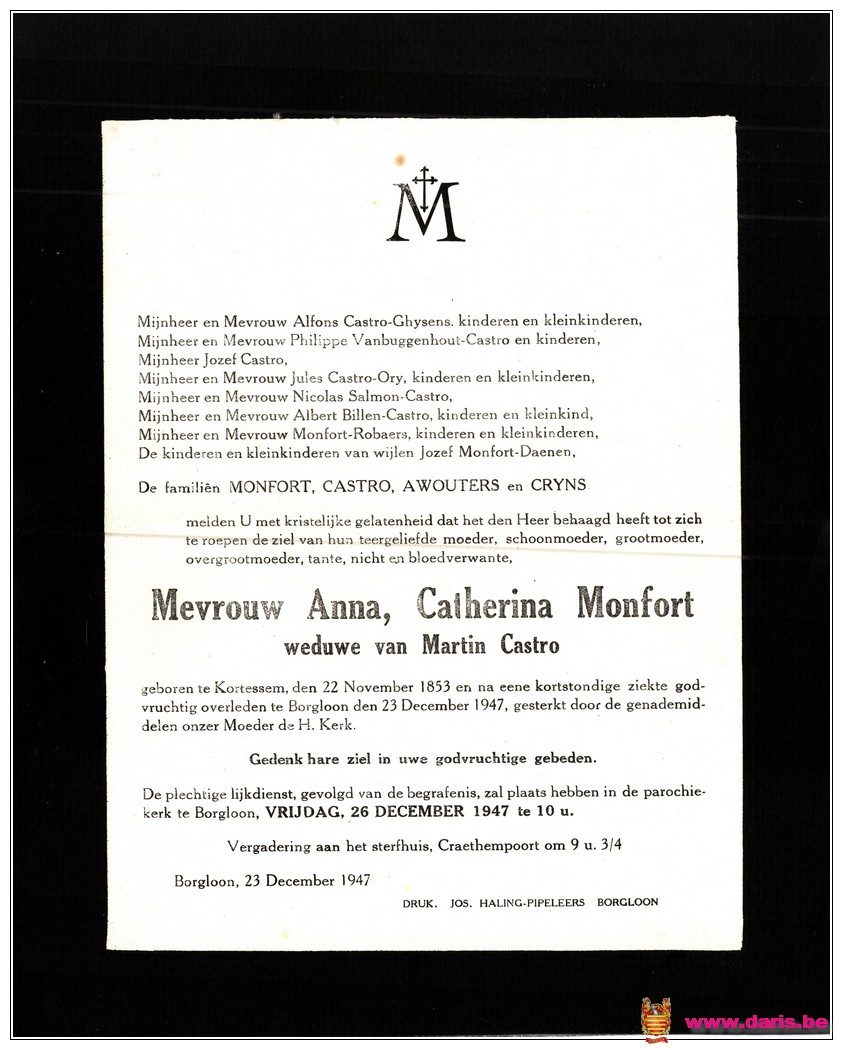 M
Mijnheer en Mevrouw Alfons Castro-Ghysens. kinderen en kleinkinderen,
Mijnheer en Mevrouw Philippe Vanbuggenhout-Castro en kinderen,
Mijnheer Jozef Castro,
Mijnheer en Mevrouw Jules Castro-Ory, kinderen en kleinkinderen,
Mijnheer en Mevrouw Nicolas Salmon-Castro,
Mijnheer en Mevrouw Albert Billen-Castro, kinderen en kleinkind,
Mijnheer en Mevrouw Monfort-Robaers, kinderen en kleinkinderen,
De kinderen en kleinkinderen van wijlen Jozef Monfort-Daenen,
De familiën MONFORT, CASTRO, AWOUTERS en CRYNS
melden U met kristelijke gelatenheid dat het den Heer behaagd heeft tot zich
te roepen de ziel van hun teergeliefde moeder, schoonmoeder, grootmoeder,
overgrootmoeder, tante, nicht en bloedverwante,
Mevrouw Anna, Catherina Monfort
weduwe van Martin Castro
geboren te Kortessem, den 22 November 1853 en na eene kortstondige ziekte god-
vruchtig overleden te Borgloon den 23 December 1947, gesterkt door de genademid-
delen onzer Moeder de H. Kerk.
Gedenk hare ziel in uwe godvruchtige gebeden.
De plechtige lijkdienst, gevolgd van de begrafenis, zal plaats hebben in de parochie-
kerk te Borgloon, VRIJDAG, 26 DECEMBER 1947 te 10 u.
Vergadering aan het sterfhuis, Craethempoort om 9 u. 3/4
Borgloon, 23 December 1947
DRUK. JOS. HALING-PIPELEERS BORGLOON
www.daris.be